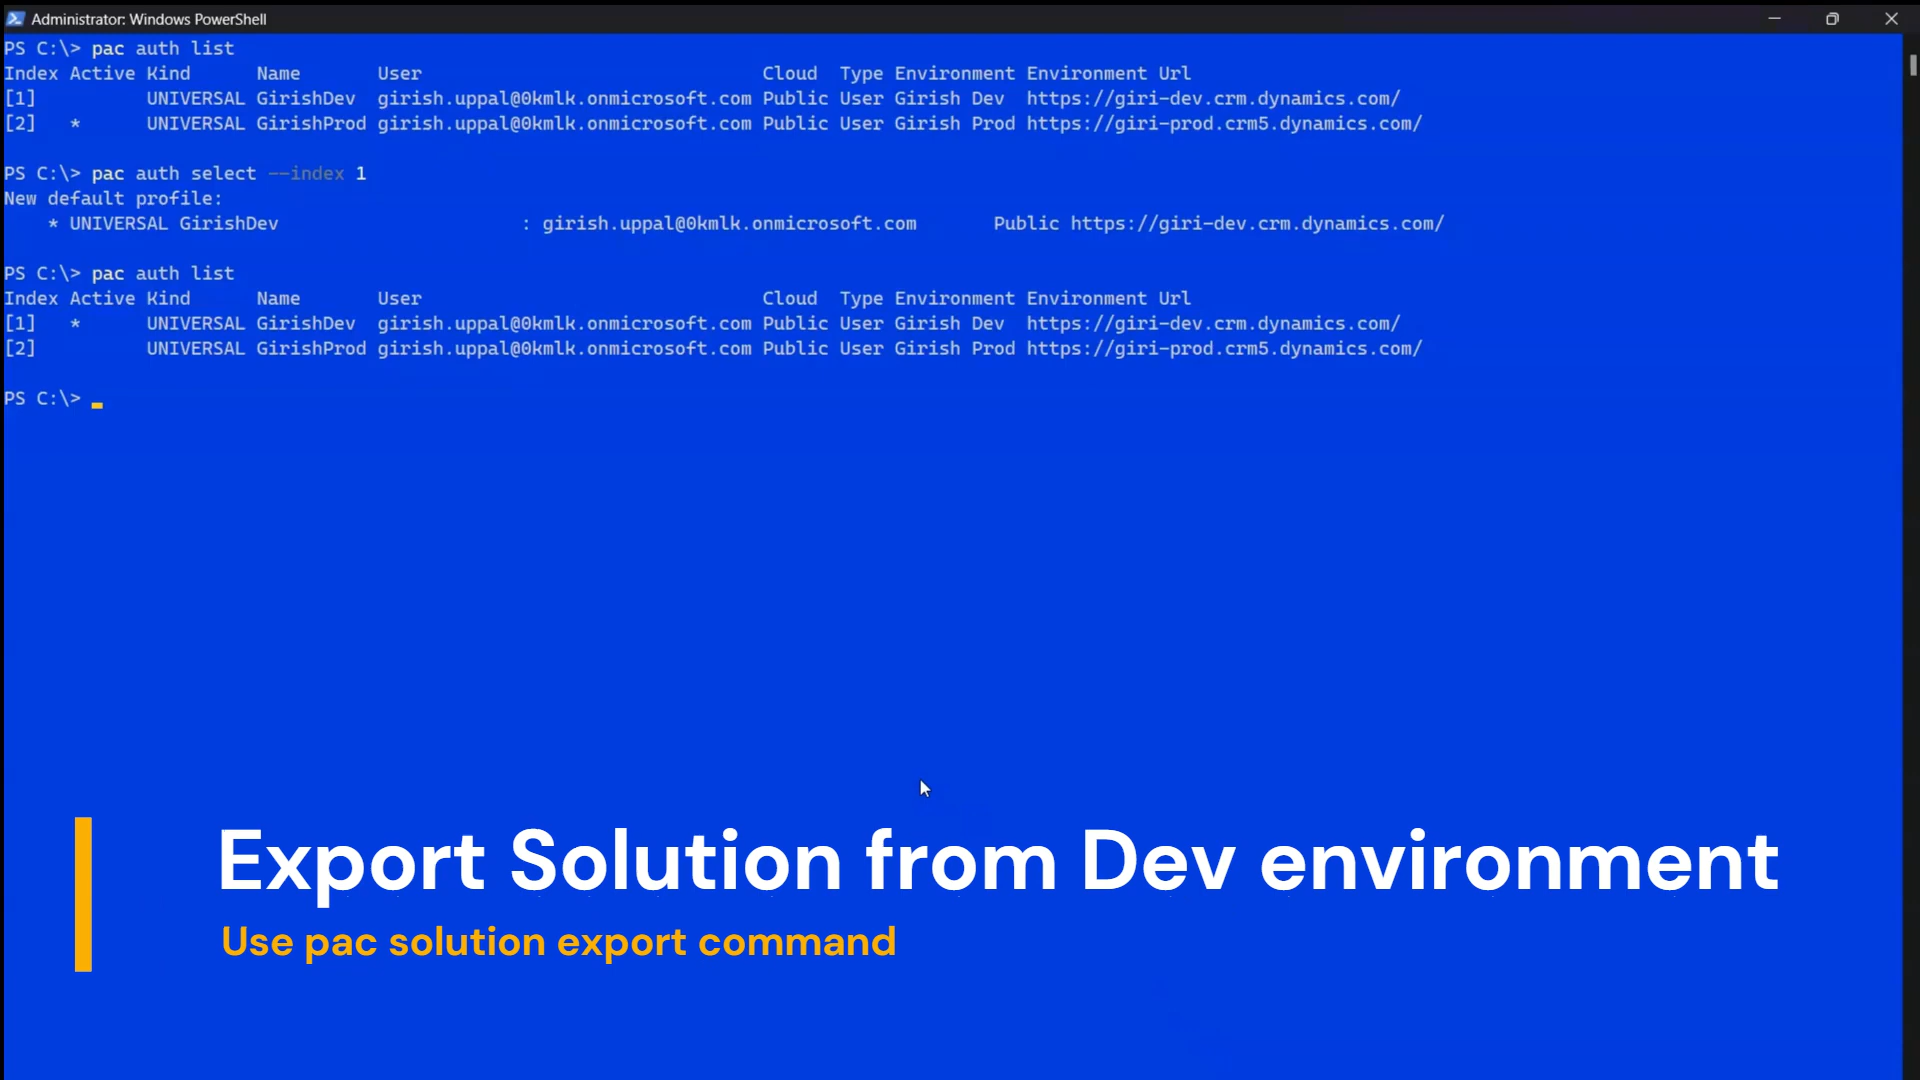 Administrator: Windows PowerShell
PS C:\> pac auth list
Index Active Kind      Name       User                               Cloud  Type Environment Environment Url
[1]          UNIVERSAL GirishDev  girish.uppal@0kmlk.onmicrosoft.com Public User Girish Dev  https://giri-dev.crm.dynamics.com/
[2]   *      UNIVERSAL GirishProd girish.uppal@0kmlk.onmicrosoft.com Public User Girish Prod https://giri-prod.crm5.dynamics.com/
PS C:\> pac auth select --index 1
New default profile:
    * UNIVERSAL GirishDev                      : girish.uppal@0kmlk.onmicrosoft.com       Public https://giri-dev.crm.dynamics.com/
PS C:\> pac auth list
Index Active Kind      Name       User                               Cloud  Type Environment Environment Url
[1]   *      UNIVERSAL GirishDev  girish.uppal@0kmlk.onmicrosoft.com Public User Girish Dev  https://giri-dev.crm.dynamics.com/
[2]          UNIVERSAL GirishProd girish.uppal@0kmlk.onmicrosoft.com Public User Girish Prod https://giri-prod.crm5.dynamics.com/
PS C:\>
Export Solution from Dev environment
Use pac solution export command